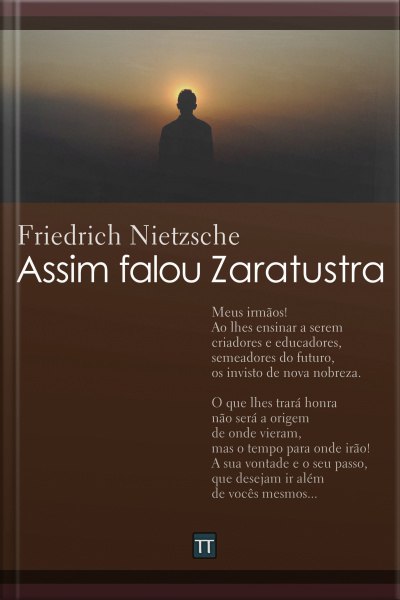 Friedrich Nietzsche
Assim falou Zaratustra
Meus irmãos!
Ao lhes ensinar a serem
criadores e educadores,
semeadores do futuro,
os invisto de nova nobreza.
O que lhes trará honra
não será a origem
de onde vieram,
mas o tempo para onde irão!
A sua vontade e o seu passo,
que desejam ir além
de vocês mesmos...
TT